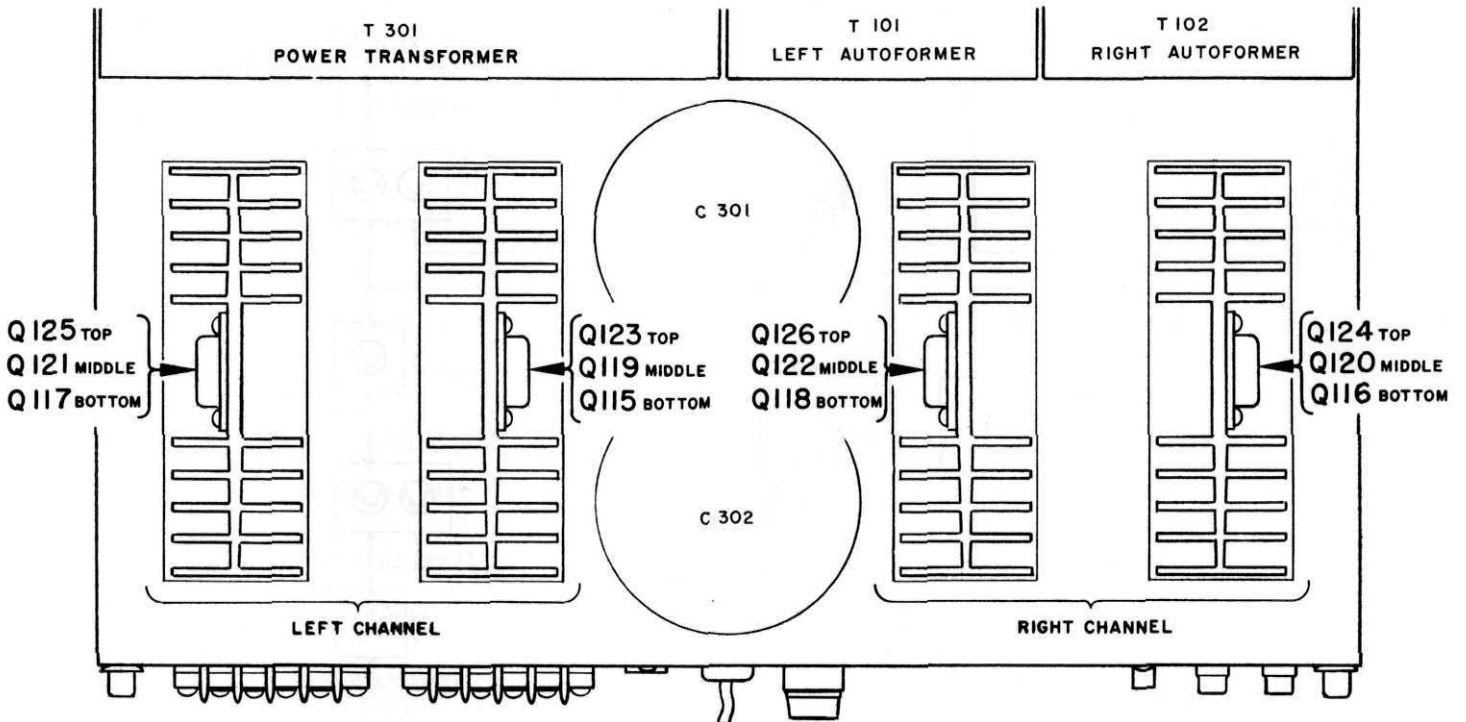 T 301
POWER TRANSFORMER
T 101
LEFT AUTOFORMER
T 102
RIGHT AUTOFORMER
C 301
Q125 TOP
Q121 MIDDLE
Q117 BOTTOM
Q123 TOP
Q119 MIDDLE
Q115 BOTTOM
Q126 TOP
Q122 MIDDLE
Q118 BOTTOM
Q124 TOP
Q120 MIDDLE
Q116 BOTTOM
C 302
LEFT CHANNEL
RIGHT CHANNEL